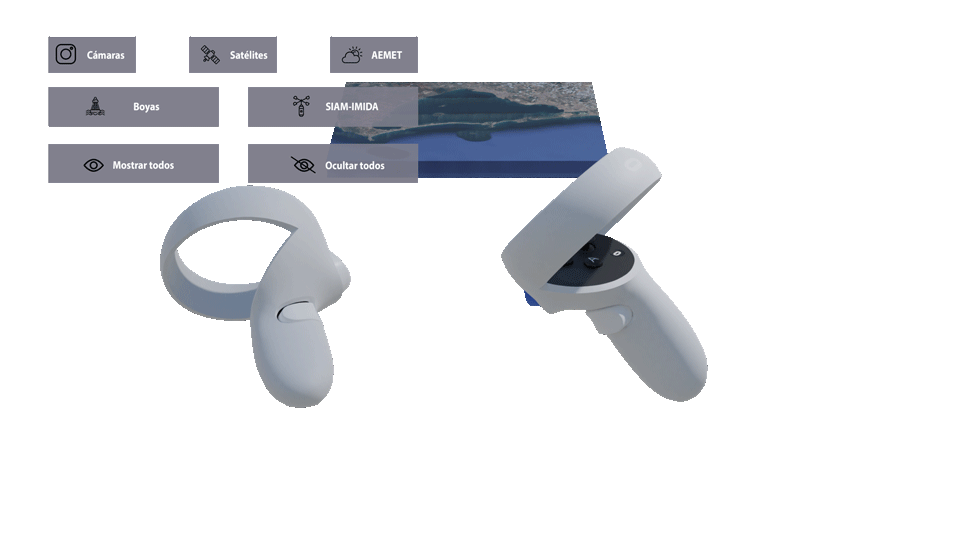 Cámaras
Satélites
AEMET
Boyas
SIAM-IMIDA
Mostrar todos
Ocultar todos
A